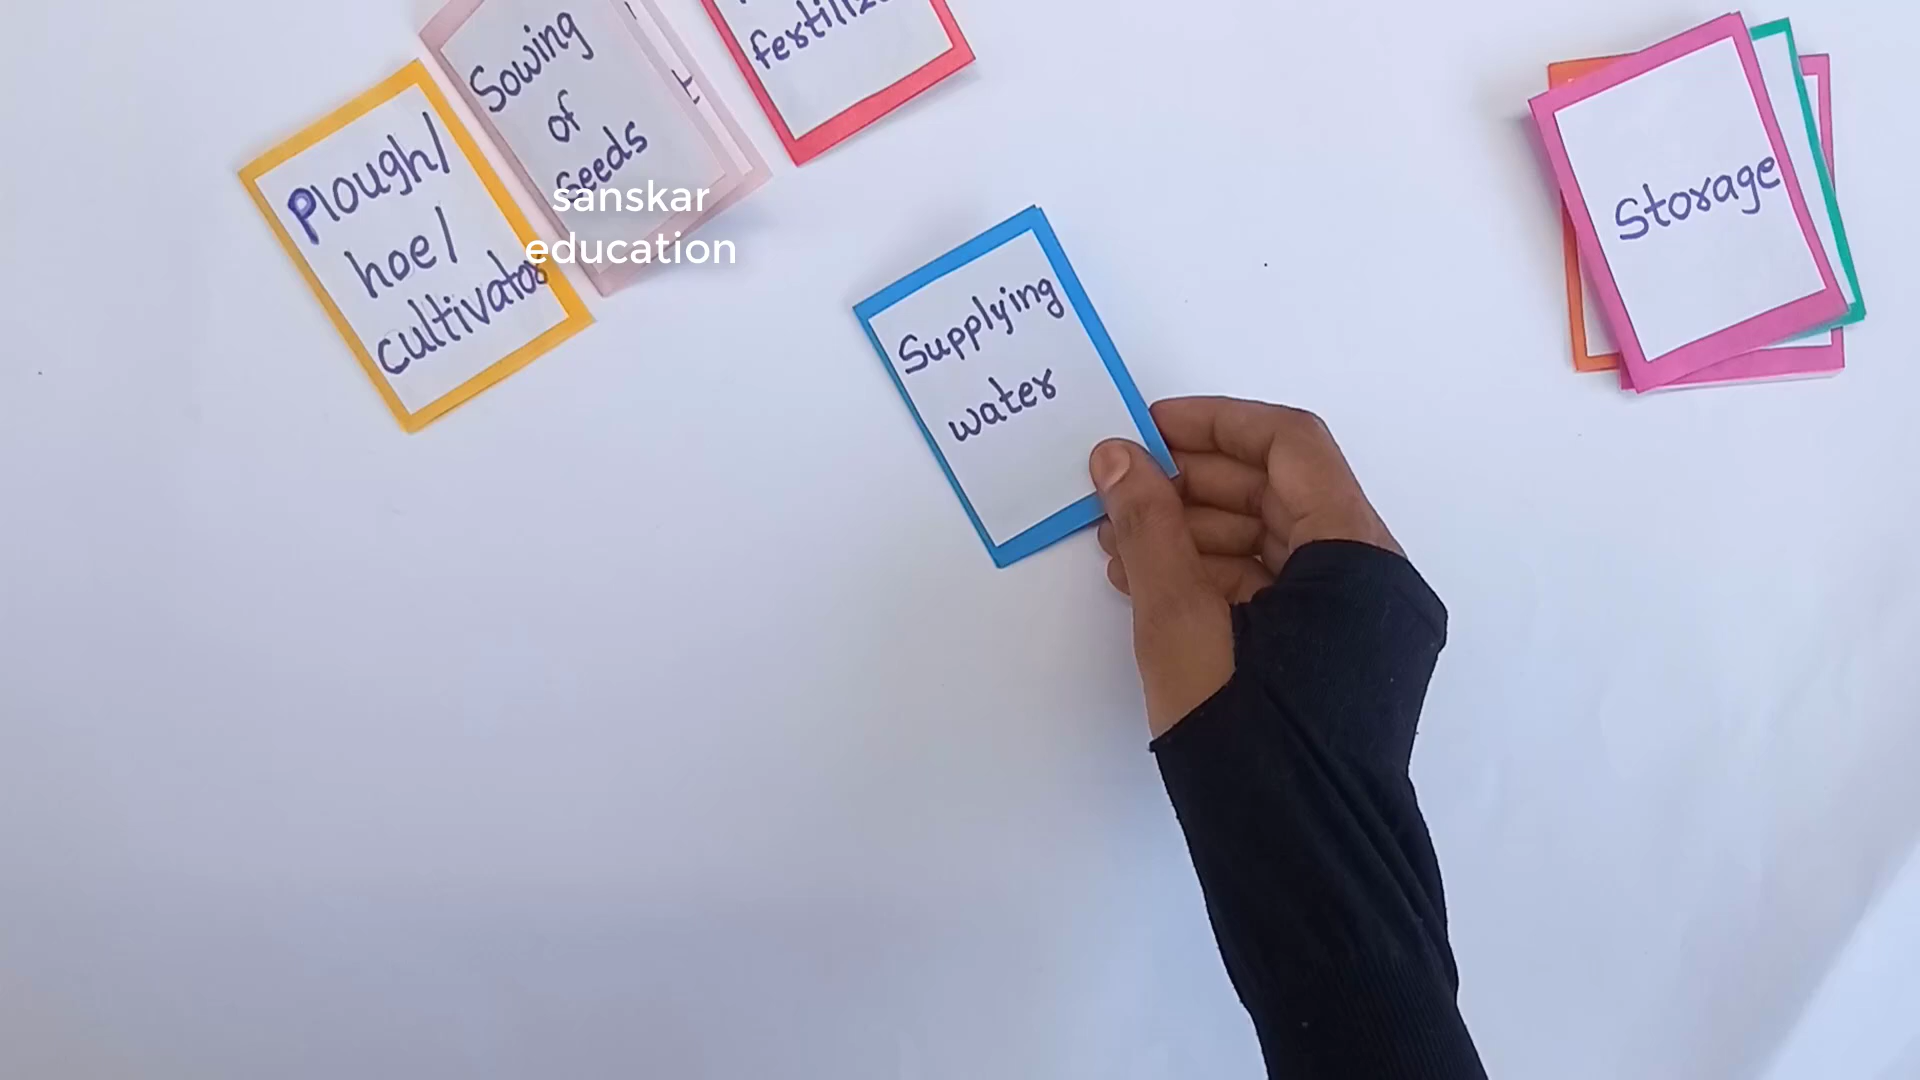 Plough/
hoe/
cultivator
Sowing
of
Seeds
t
sanskar
education
Supplying
water
Storage